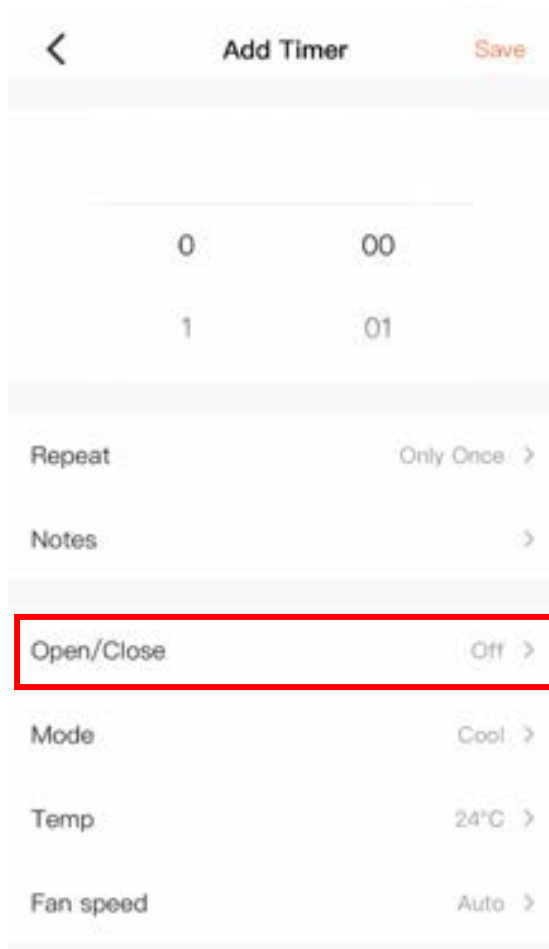 Add Timer Save
0 00
1 01
Repeat Only Once
Notes
Open/Close Off
Mode Cool
Temp 24°C
Fan speed Auto